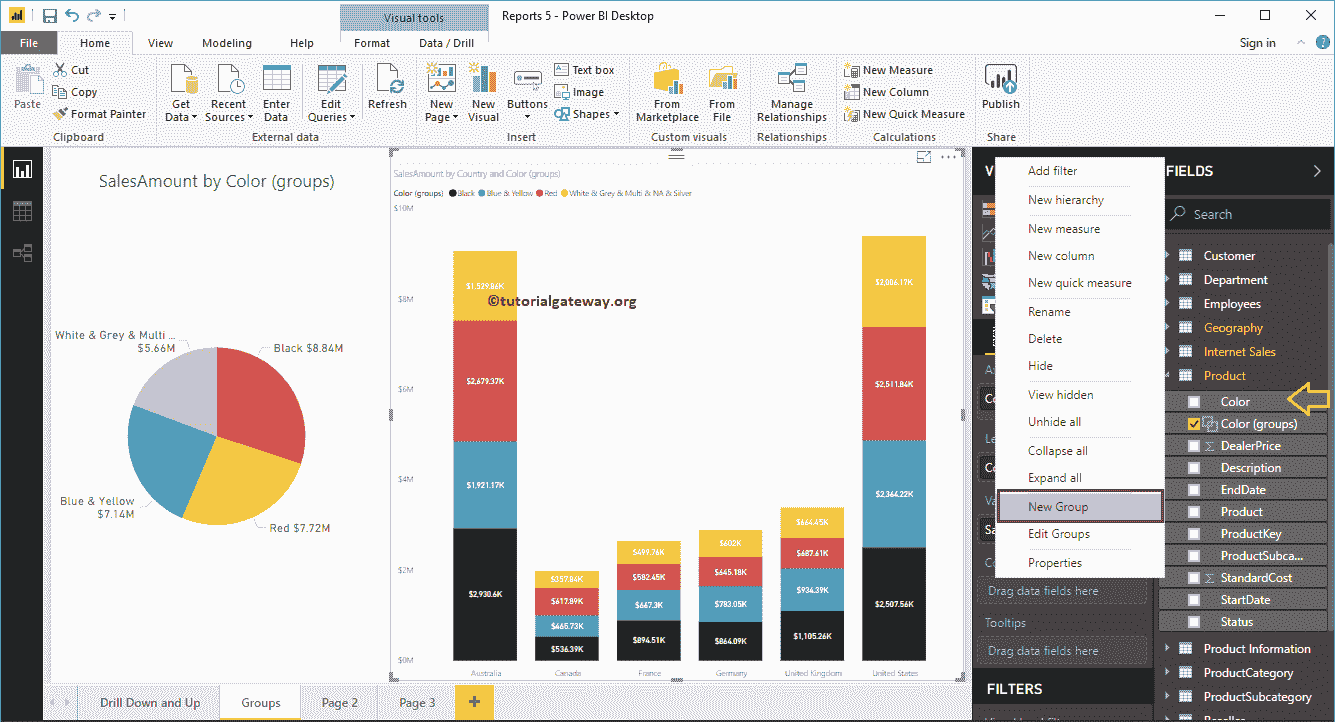 Visual tools
Reports 5 - Power BI Desktop
File
Home
View
Modeling
Help
Format
Data / Drill
Sign in
Paste
Cut
Copy
Format Painter
Clipboard
Get Data
Recent Sources
Enter Data
Edit Queries
External data
Refresh
New Page
New Visual
Buttons
Text box
Image
Shapes
Insert
From Marketplace
From File
Custom visuals
Manage Relationships
Relationships
New Measure
New Column
New Quick Measure
Calculations
Publish
Share
SalesAmount by Color (groups)
White & Grey & Multi ...
$5.66M
Black $8.84M
Blue & Yellow
$7.14M
Red $7.72M
SalesAmount by Country and Color (groups)
Color (groups) Black Blue & Yellow Red White & Grey & Multi & NA & Silver
$10M
$8M
$6M
$4M
$2M
$0M
$1,529.86K
$2,679.37K
$1,921.17K
$2,930.6K
Australia
$357.84K
$617.89K
$465.73K
$536.39K
Canada
$499.76K
$582.45K
$667.3K
$894.51K
France
$602K
$645.18K
$783.05K
$864.09K
Germany
$664.45K
$687.61K
$934.39K
$1,105.26K
United Kingdom
$2,006.17K
$2,511.84K
$2,364.22K
$2,507.56K
United States
©tutorialgateway.org
V
Co
Co
Sa
Drag data fields here
Tooltips
Drag data fields here
FILTERS
Add filter
New hierarchy
New measure
New column
New quick measure
Rename
Delete
Hide
View hidden
Unhide all
Collapse all
Expand all
New Group
Edit Groups
Properties
FIELDS
Search
Customer
Department
Employees
Geography
Internet Sales
Product
Color
Color (groups)
DealerPrice
Description
EndDate
Product
ProductKey
ProductSubca...
StandardCost
StartDate
Status
Product Information
ProductCategory
ProductSubcategory
Drill Down and Up
Groups
Page 2
Page 3